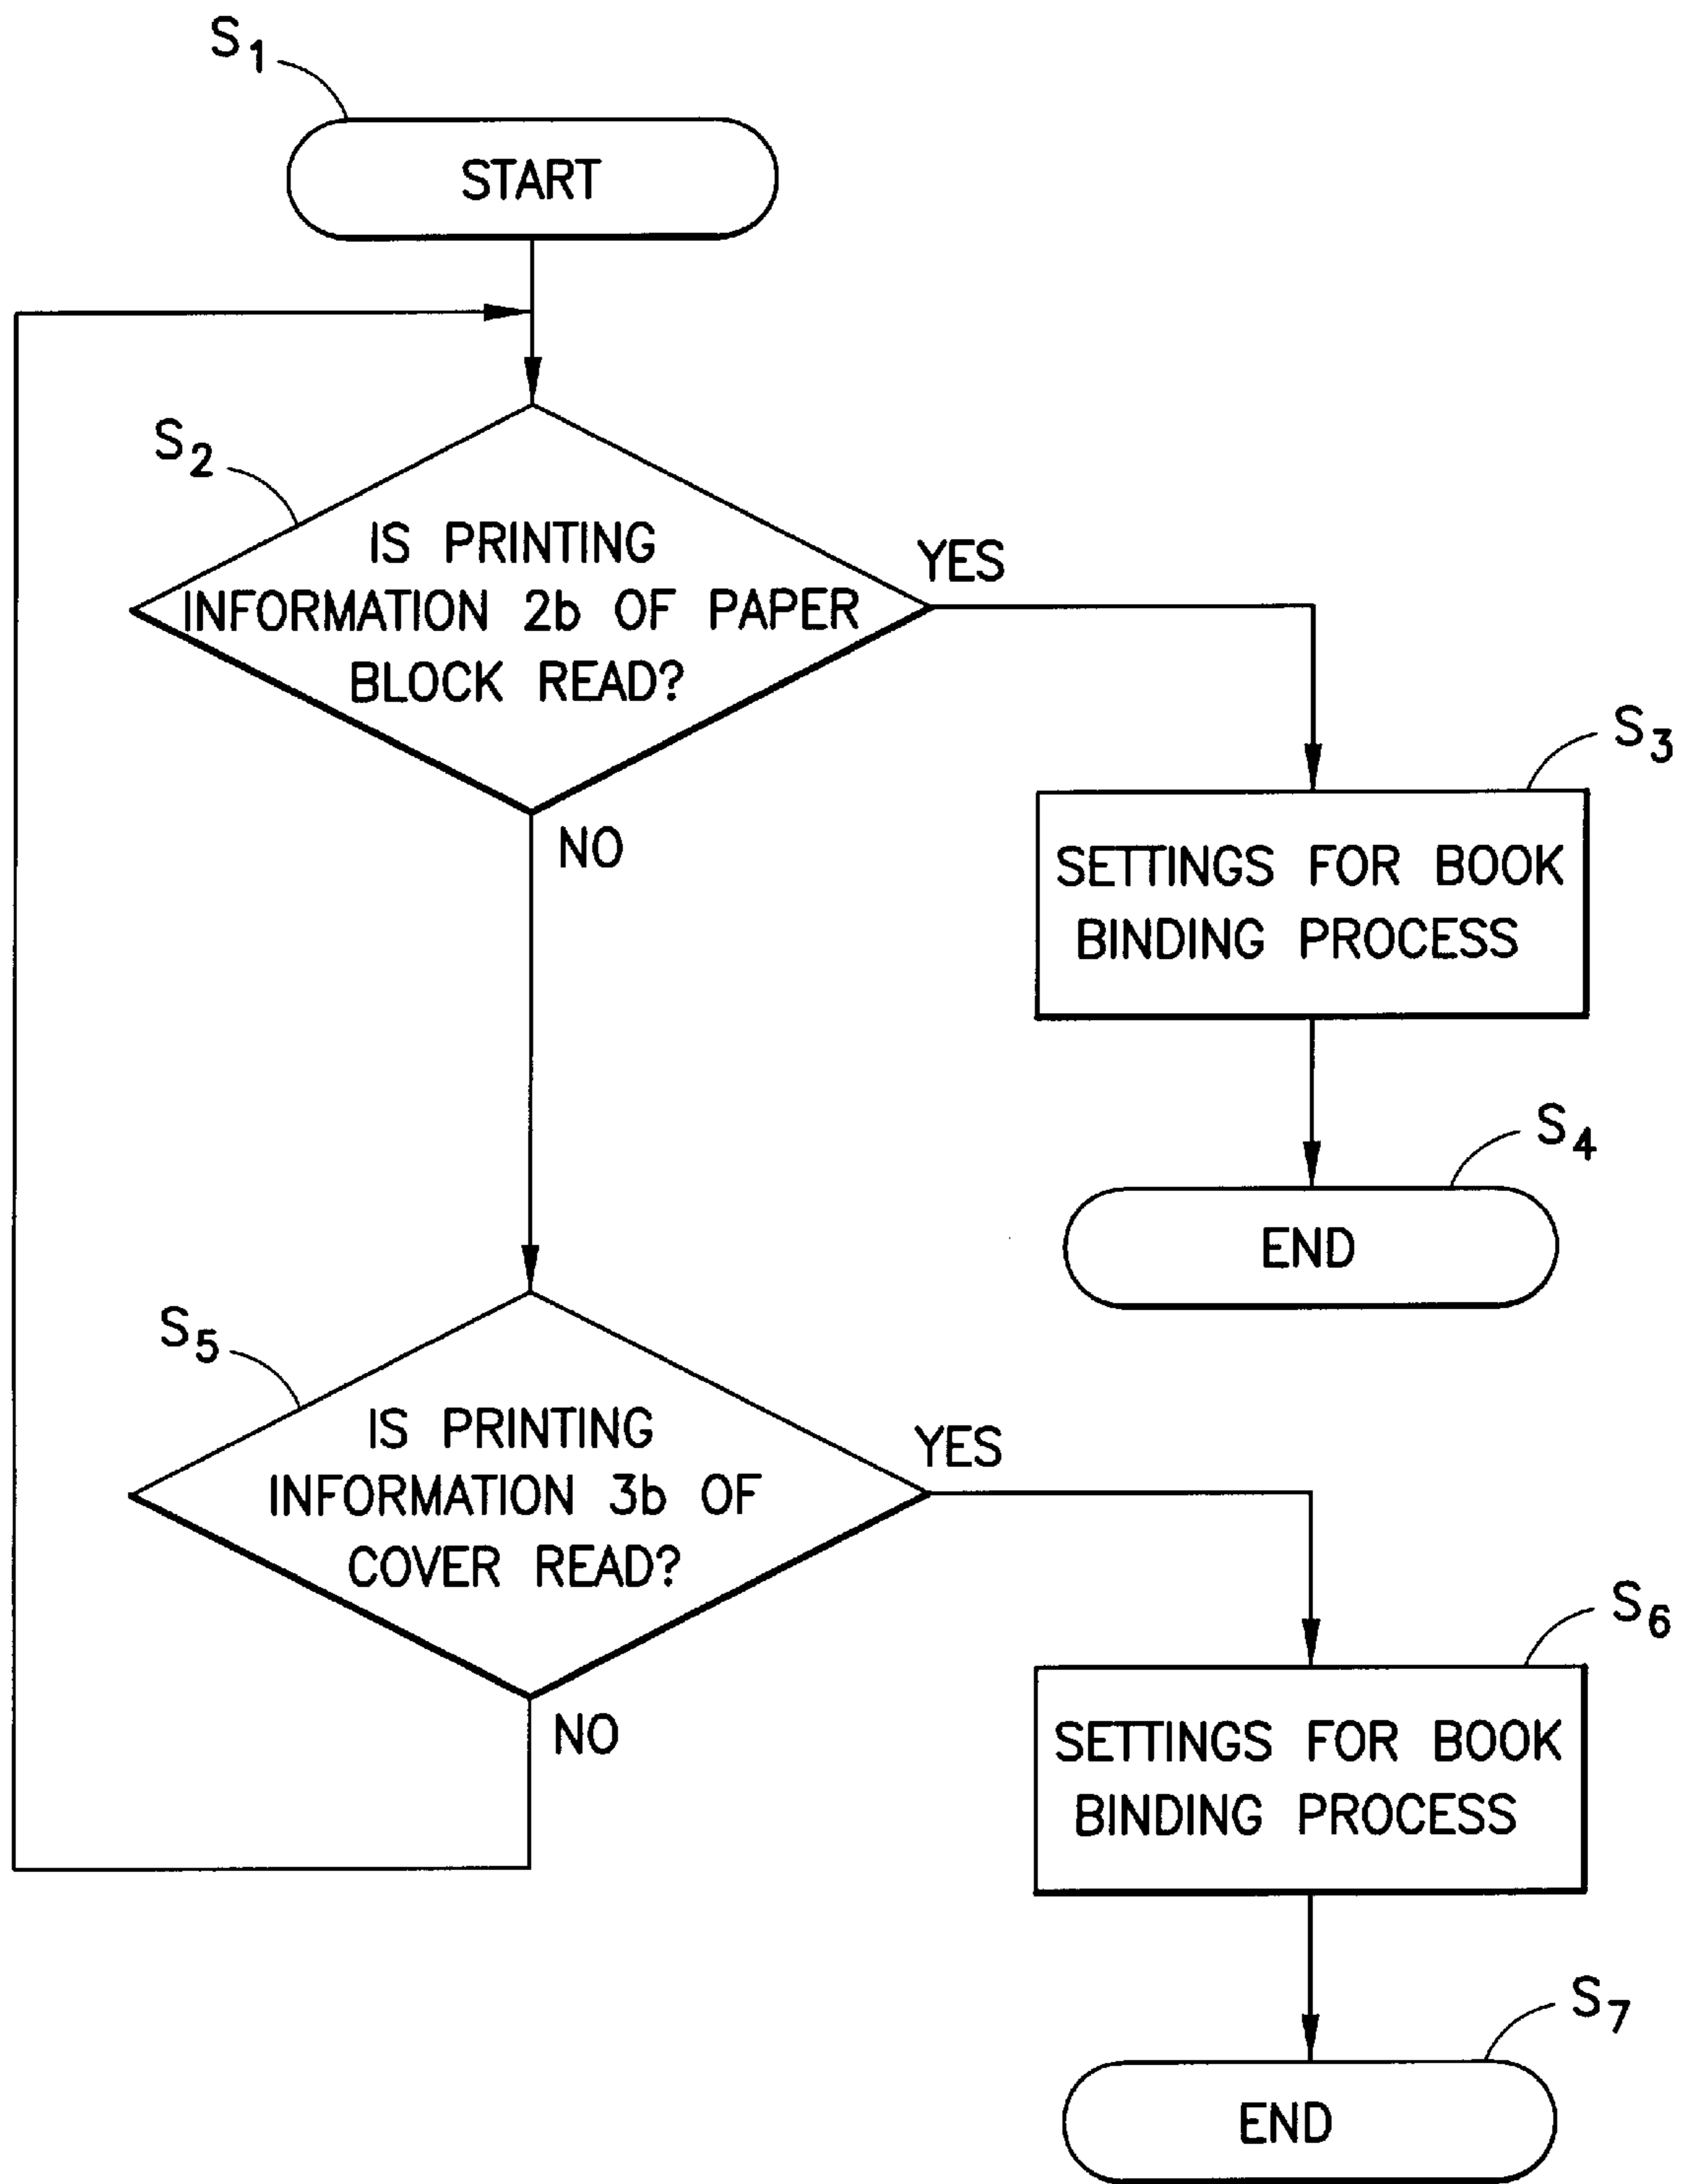 S1
START
S2
IS PRINTING
INFORMATION 2b OF PAPER
BLOCK READ?
YES
NO
S3
SETTINGS FOR BOOK
BINDING PROCESS
S4
END
S5
IS PRINTING
INFORMATION 3b OF
COVER READ?
YES
NO
S6
SETTINGS FOR BOOK
BINDING PROCESS
S7
END